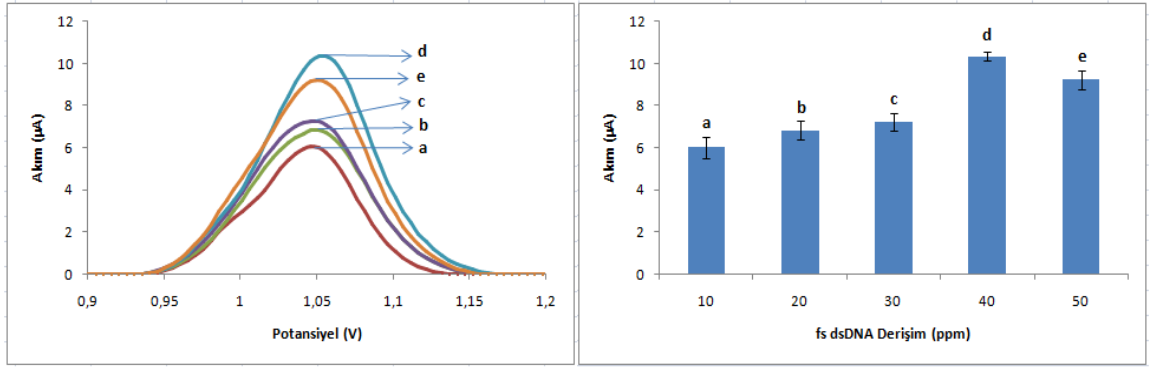 12
10
8
6
4
2
0
Akım (µA)
d
e
c
b
a
0,9 0,95 1 1,05 1,1 1,15 1,2
Potansiyel (V)
12
10
8
6
4
2
0
Akım (µA)
a b c d e
10 20 30 40 50
fs dsDNA Derişim (ppm)